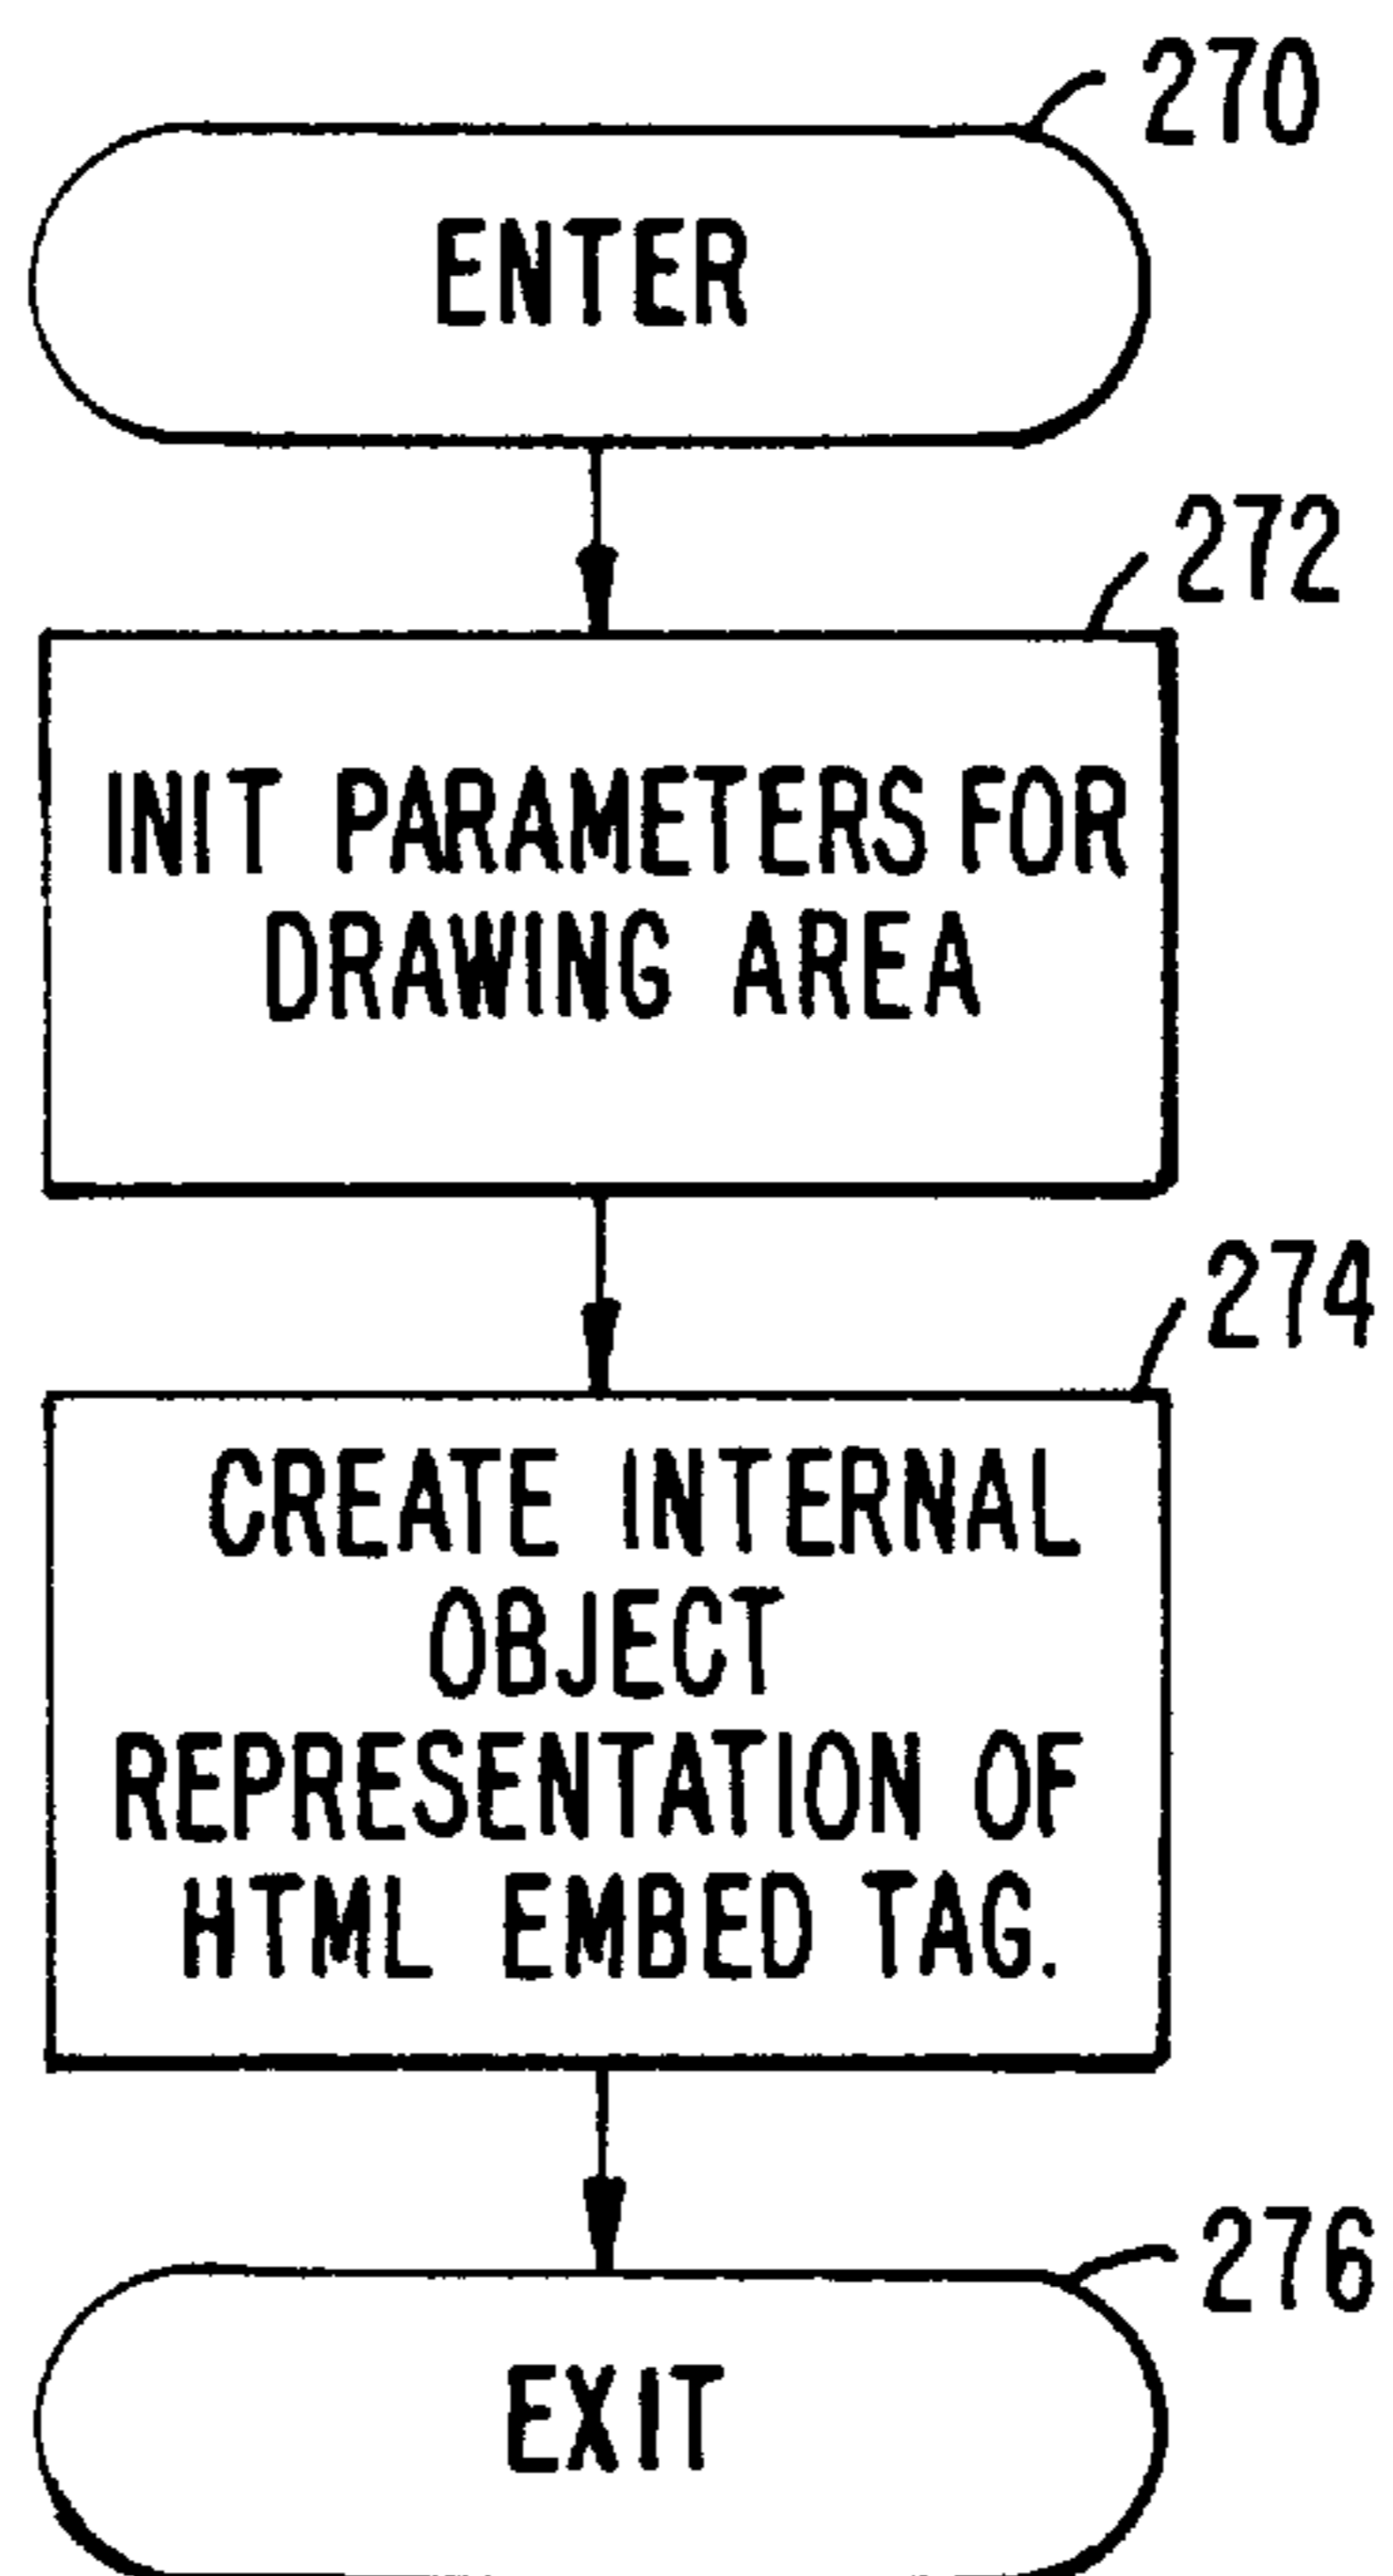 270
ENTER
272
INIT PARAMETERS FOR
DRAWING AREA
274
CREATE INTERNAL
OBJECT
REPRESENTATION OF
HTML EMBED TAG.
276
EXIT